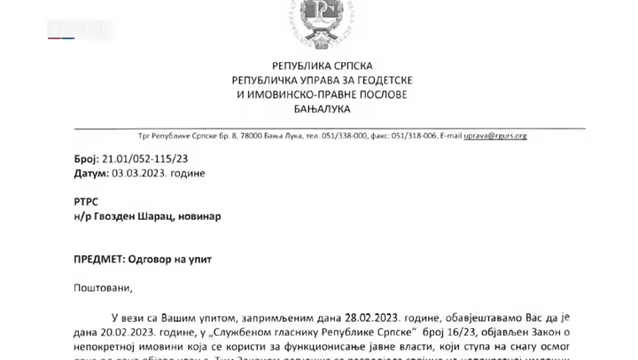 РЕПУБЛИКА СРПСКА
РЕПУБЛИЧКА УПРАВА ЗА ГЕОДЕТСКЕ
И ИМОВИНСКО-ПРАВНЕ ПОСЛОВЕ
БАЊАЛУКА
Трг Републике Српске бр. 8, 78000 Бања Лука, тел. 051/338-000, факс: 051/318-006, E-mail uprava@rgurs.org
Број: 21.01/052-115/23
Датум: 03.03.2023. године
РТРС
н/р Гвозден Шарац, новинар
ПРЕДМЕТ: Одговор на упит
Поштовани,
У вези са Вашим упитом, запримљеним дана 28.02.2023. године, обавјештавамо Вас да је
дана 20.02.2023. године, у „Службеном гласнику Републике Српске" број 16/23, објављен Закон о
непокретној имовини која се користи за функционисање јавне власти, који ступа на снагу осмог